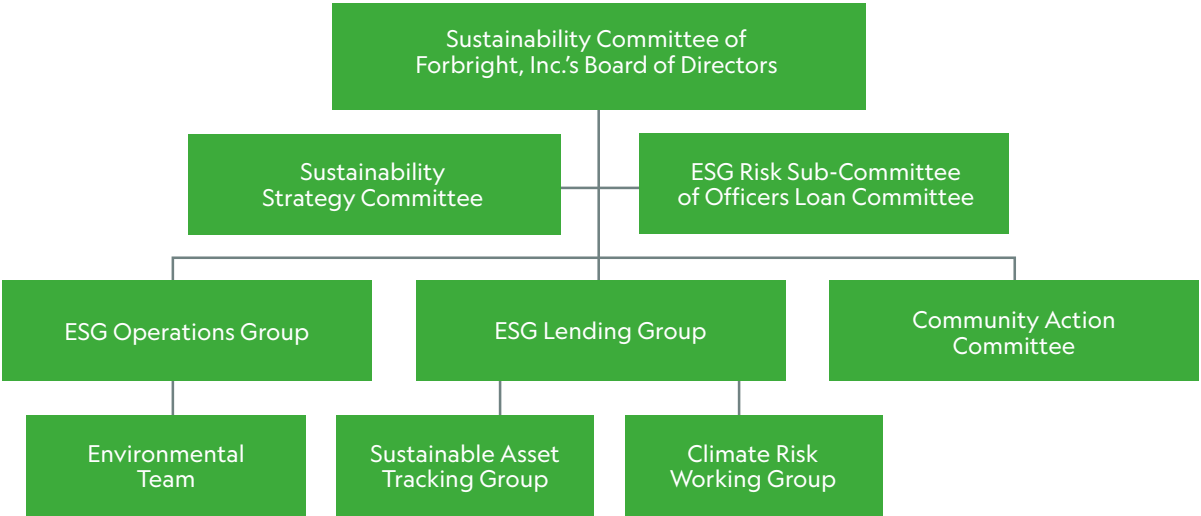 Sustainability Committee of
Forbright, Inc.'s Board of Directors
Sustainability
Strategy Committee
ESG Risk Sub-Committee
of Officers Loan Committee
ESG Operations Group
ESG Lending Group
Community Action
Committee
Environmental
Team
Sustainable Asset
Tracking Group
Climate Risk
Working Group